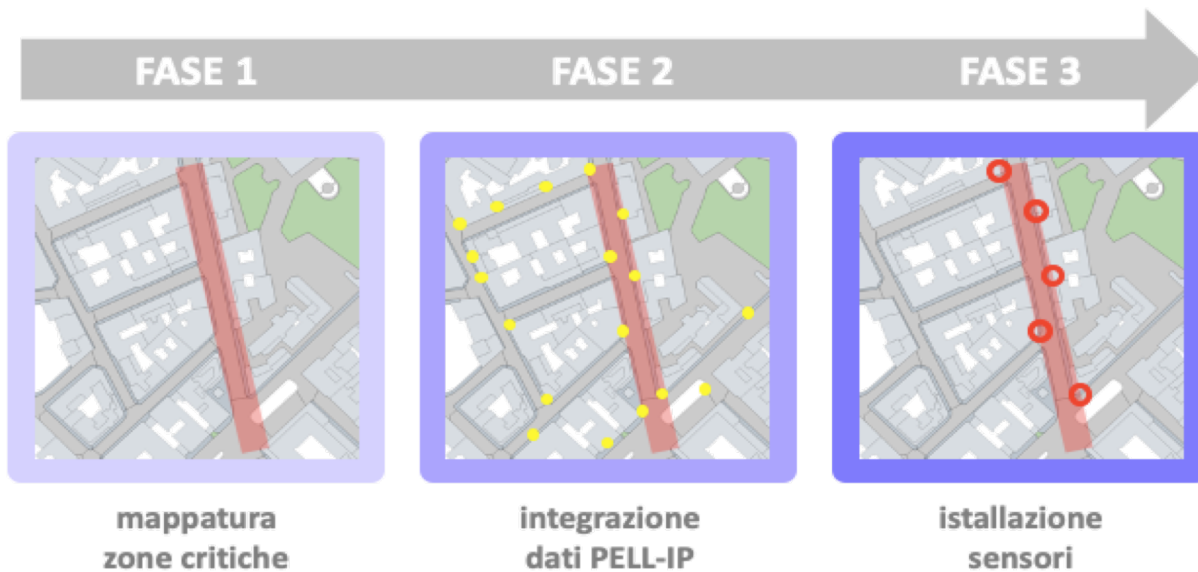 FASE 1
FASE 2
FASE 3
mappatura
zone critiche
integrazione
dati PELL-IP
istallazione
sensori